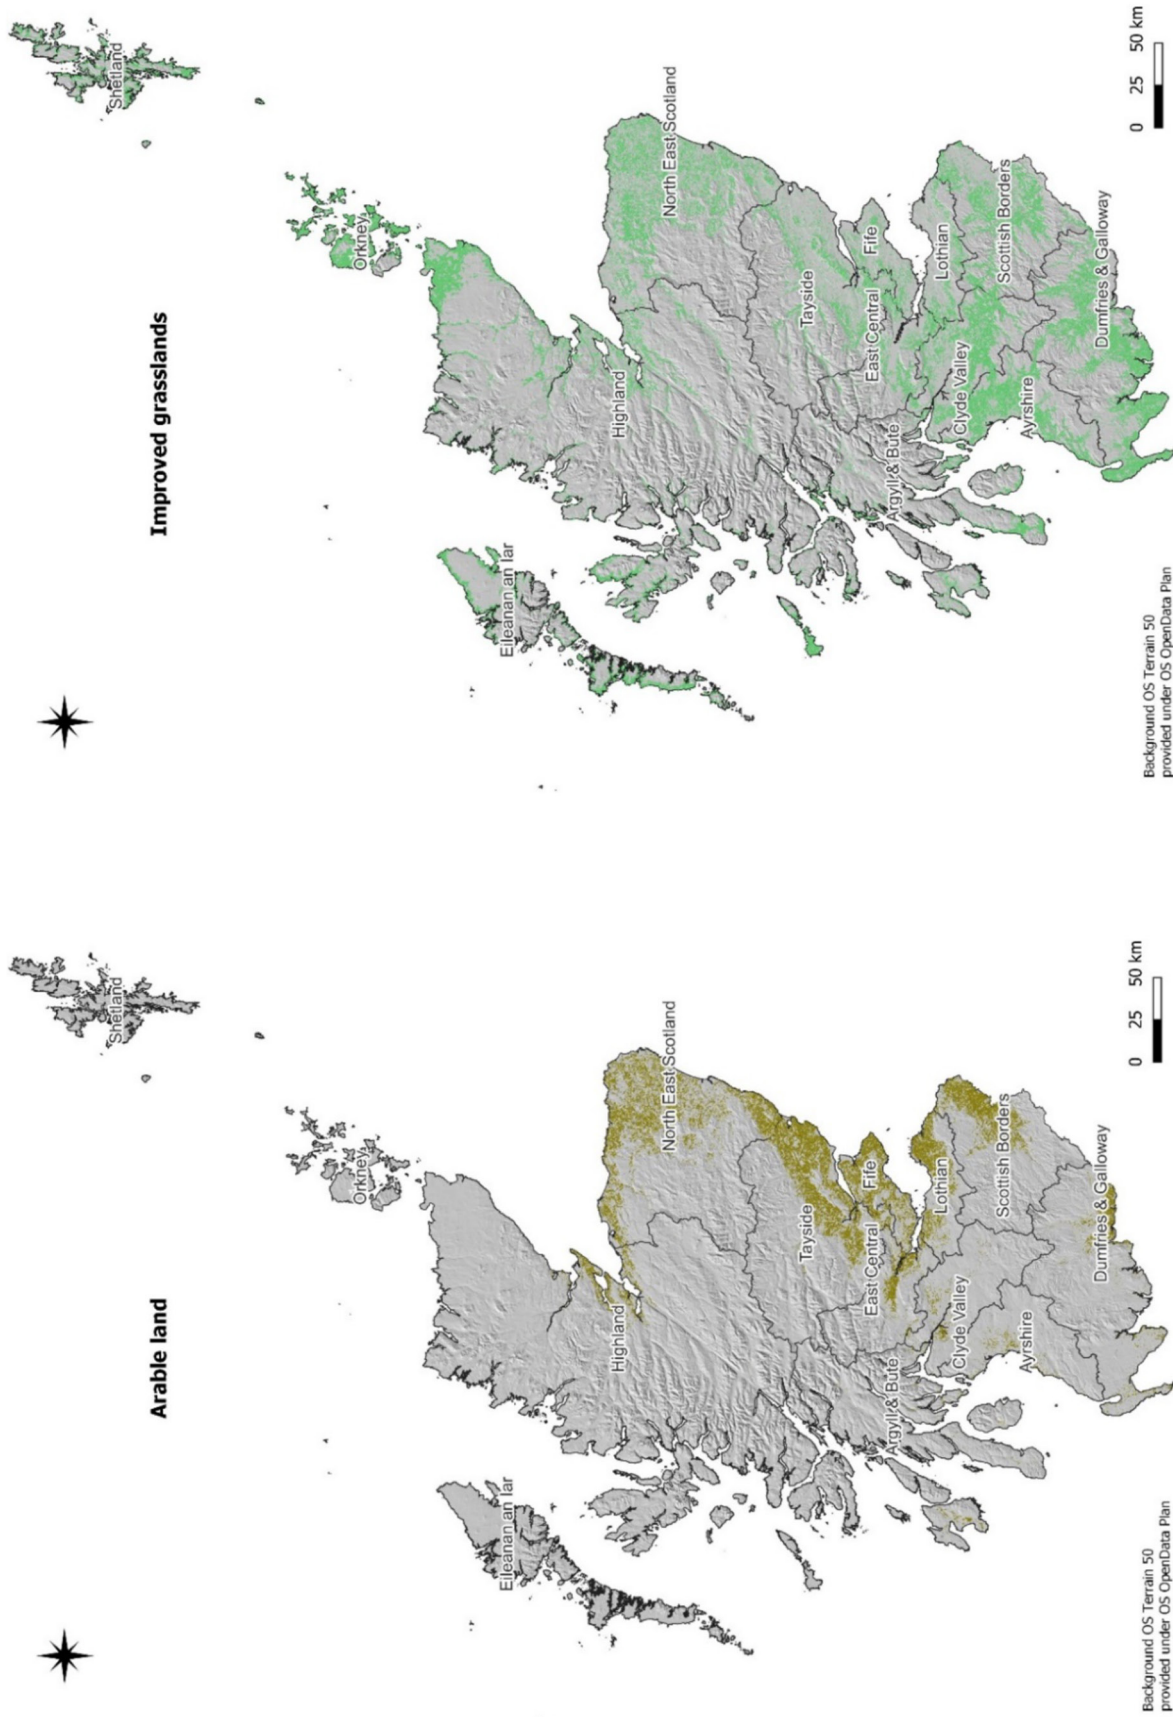 Arable land
Shetland
Orkney
Eileanan an Iar
Highland
North East Scotland
Tayside
Argyll & Bute
East Central
Fife
Clyde Valley
Lothian
Ayrshire
Scottish Borders
Dumfries & Galloway
Background OS Terrain 50
provided under OS OpenData Plan
0 25 50 km
Improved grasslands
Shetland
Orkney
Eileanan an Iar
Highland
North East Scotland
Tayside
Argyll & Bute
East Central
Fife
Clyde Valley
Lothian
Ayrshire
Scottish Borders
Dumfries & Galloway
Background OS Terrain 50
provided under OS OpenData Plan
0 25 50 km